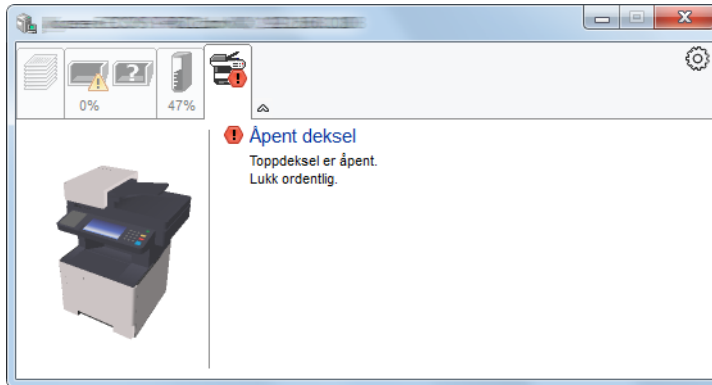 0%
47%
Åpent deksel
Toppdeksel er åpent.
Lukk ordentlig.